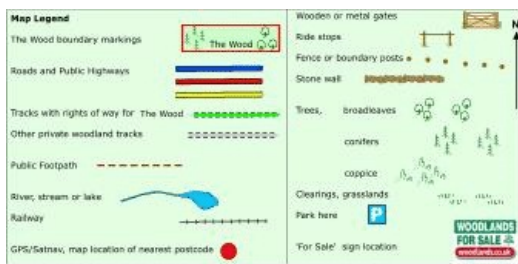 Map Legend
The Wood boundary markings
The Wood
Roads and Public Highways
Tracks with rights of way for The Wood
Other private woodland tracks
Public Footpath
River, stream or lake
Railway
GPS/Satnav, map location of nearest postcode
Wooden or metal gates
Ride stops
Fence or boundary posts
Stone wall
Trees, broadleaves
conifers
coppice
Clearings, grasslands
Park here
P
'For Sale' sign location
WOODLANDS
FOR SALE
woodlands.co.uk
N